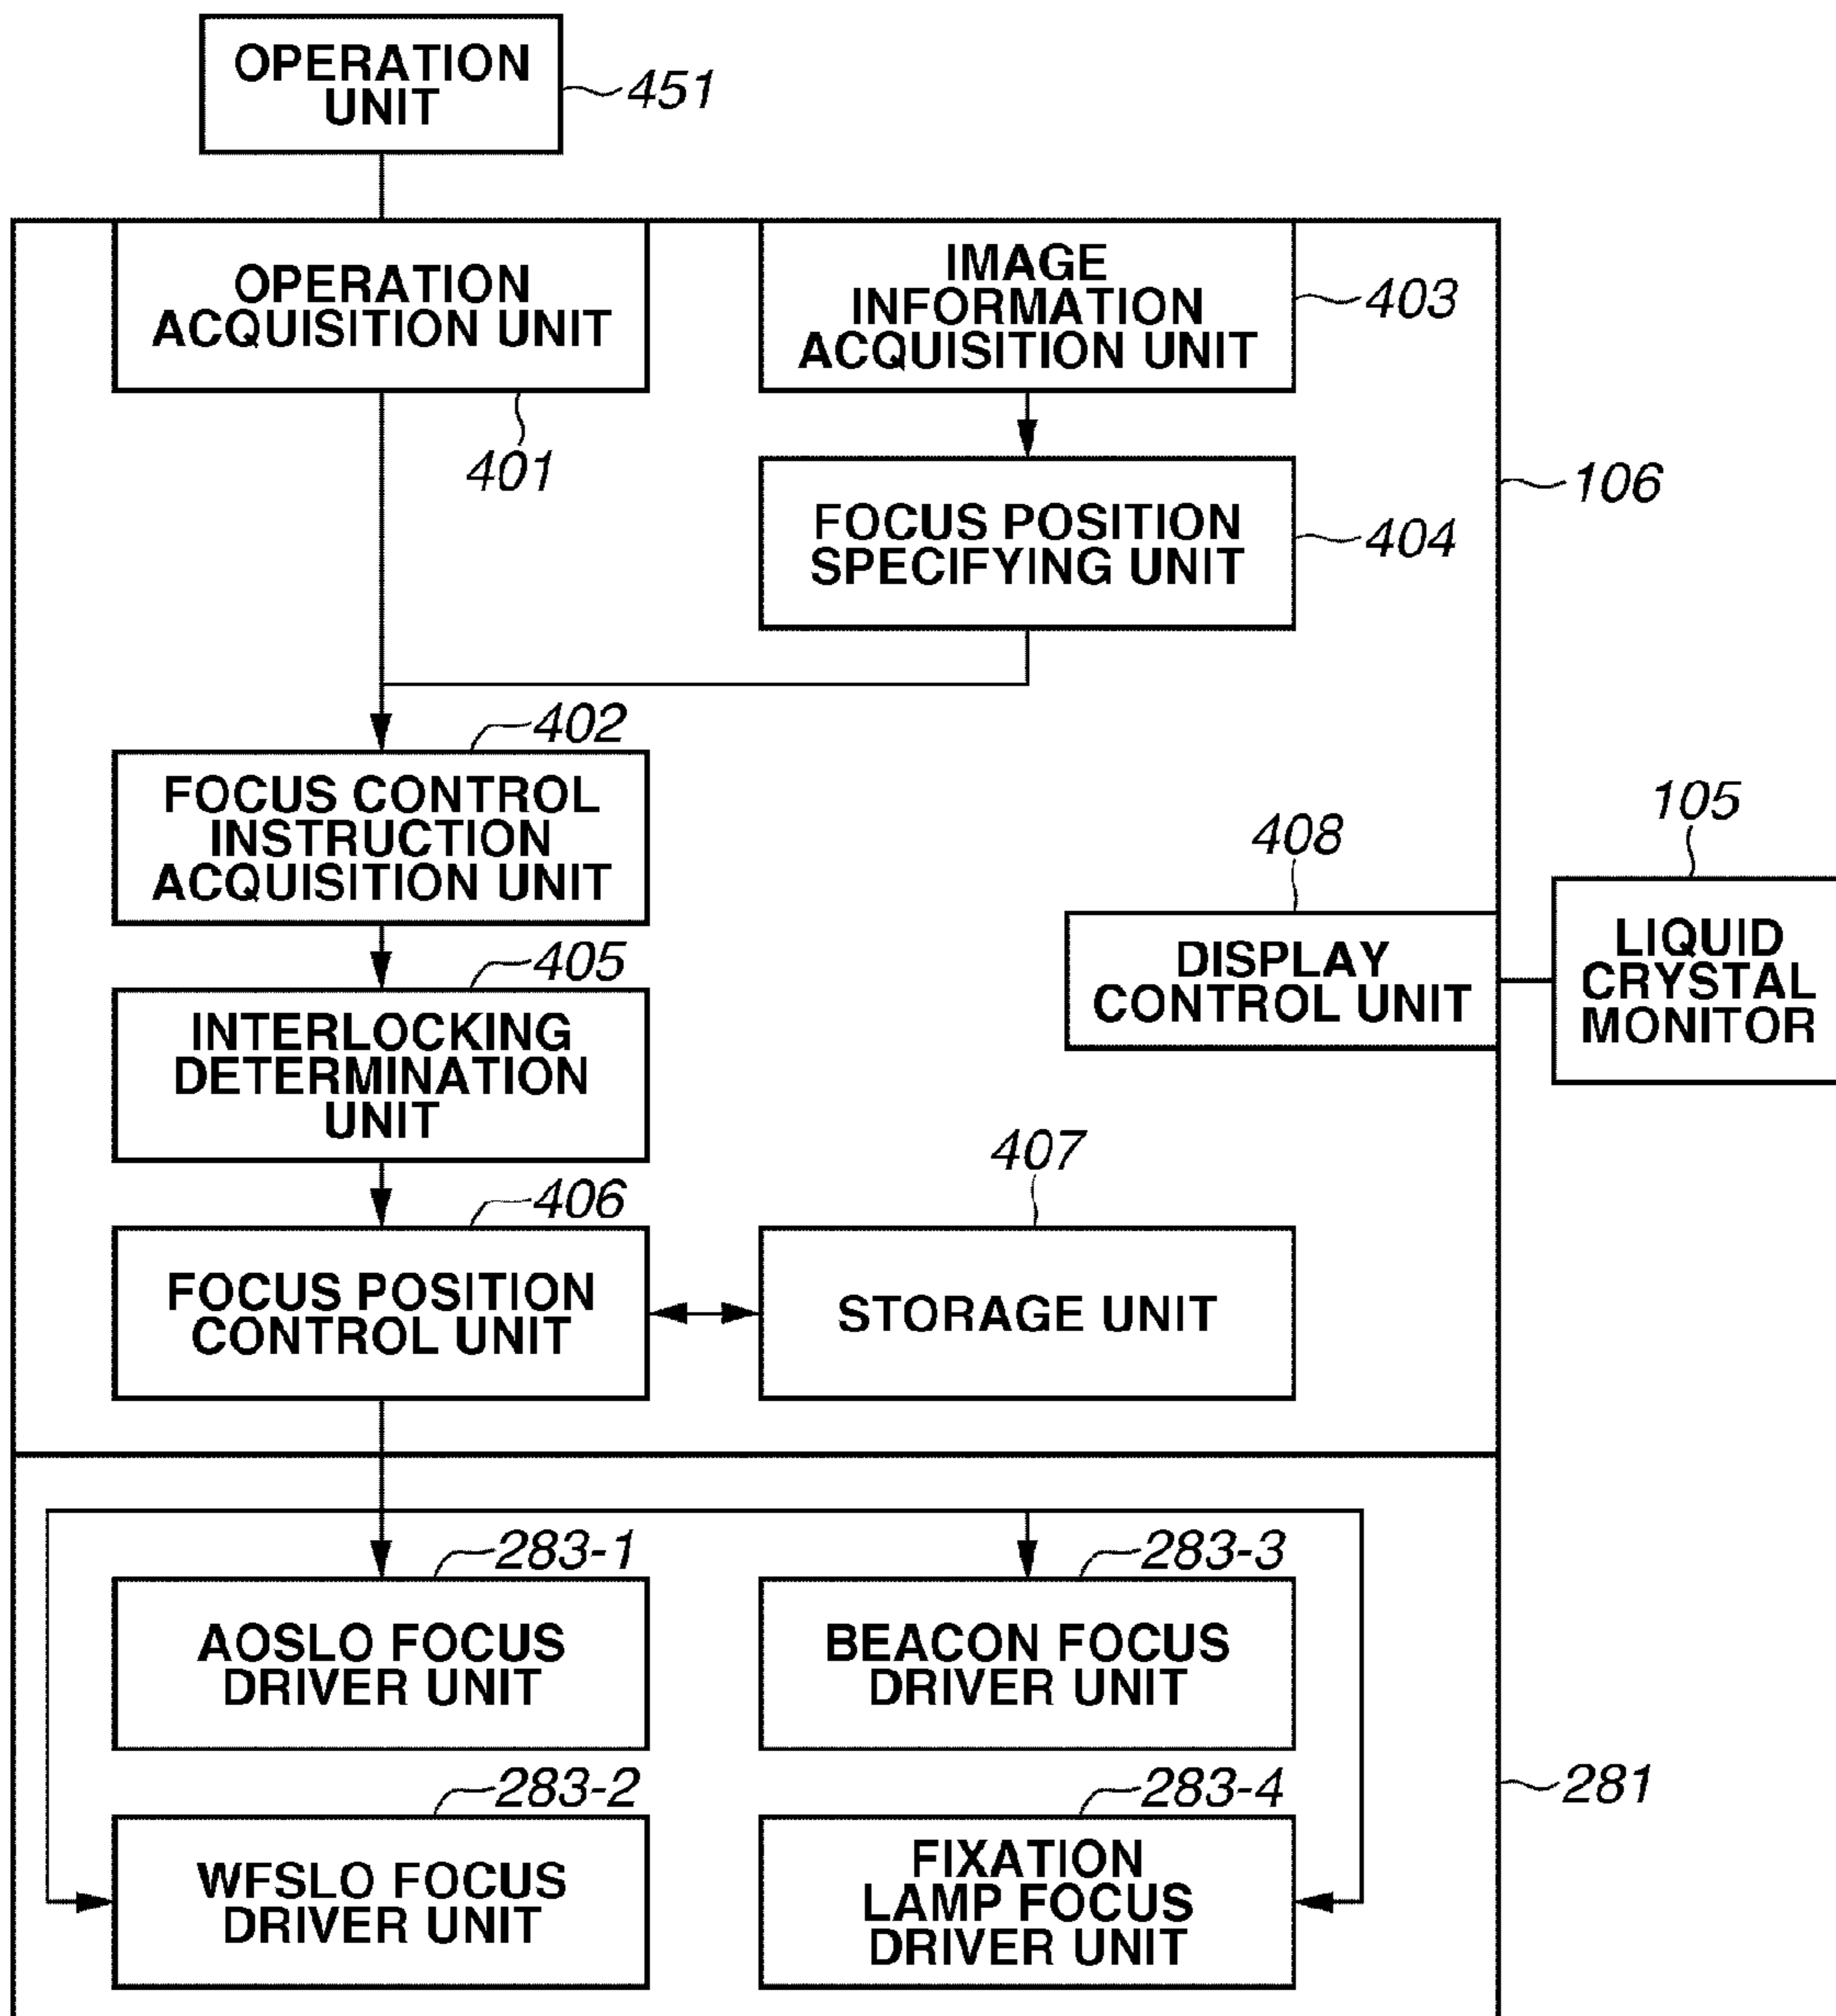 OPERATION
UNIT
451
OPERATION
ACQUISITION UNIT
401
IMAGE
INFORMATION
ACQUISITION UNIT
403
106
FOCUS POSITION
SPECIFYING UNIT
404
402
FOCUS CONTROL
INSTRUCTION
ACQUISITION UNIT
405
INTERLOCKING
DETERMINATION
UNIT
408
DISPLAY
CONTROL UNIT
105
LIQUID
CRYSTAL
MONITOR
406
FOCUS POSITION
CONTROL UNIT
407
STORAGE UNIT
283-1
AOSLO FOCUS
DRIVER UNIT
283-3
BEACON FOCUS
DRIVER UNIT
283-2
WFSLO FOCUS
DRIVER UNIT
283-4
FIXATION
LAMP FOCUS
DRIVER UNIT
281